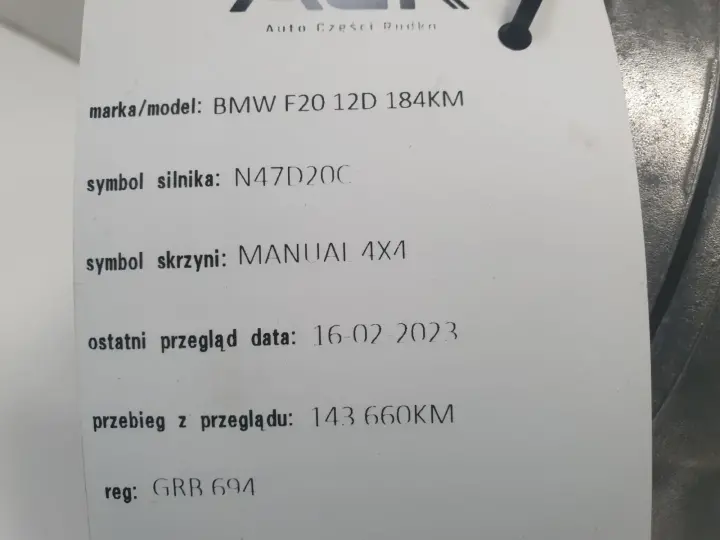 Auto Części Rudko
marka/model: BMW F20 12D 184KM
symbol silnika: N47D20C
symbol skrzyni: MANUAL 4X4
ostatni przegląd data: 16-02-2023
przebieg z przeglądu: 143 660KM
reg: GRB 694